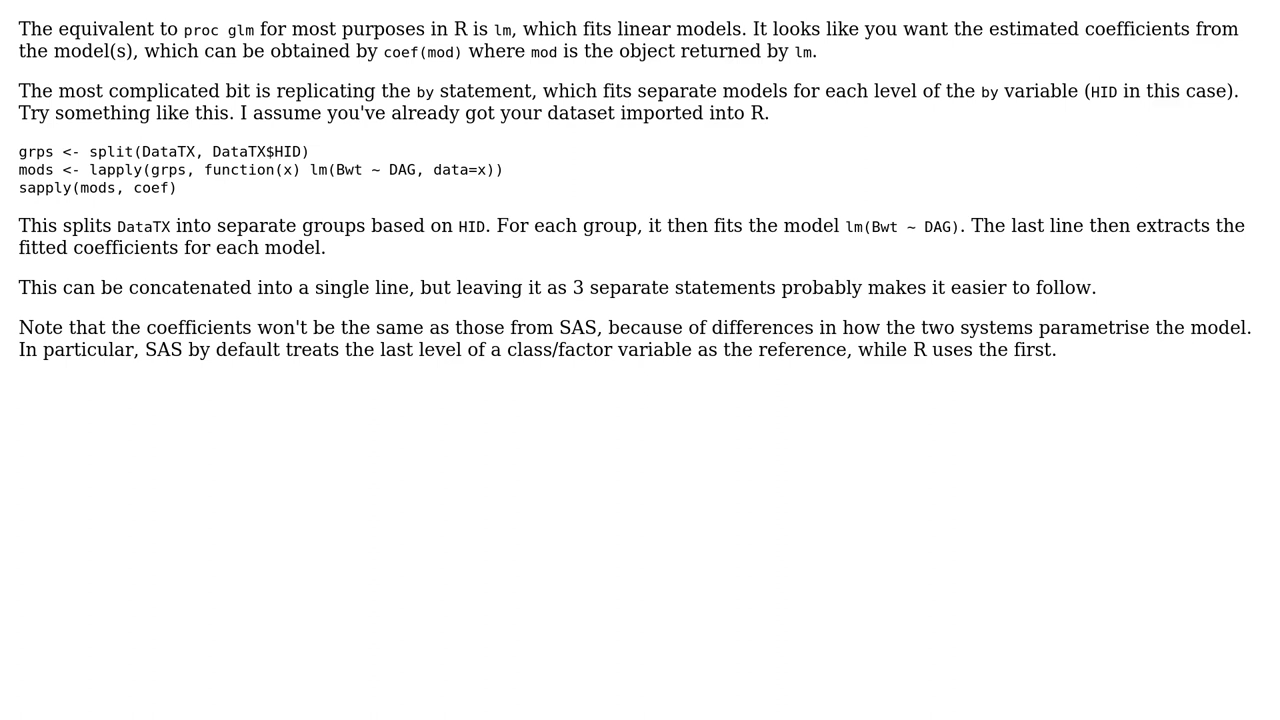 The equivalent to proc glm for most purposes in R is lm, which fits linear models. It looks like you want the estimated coefficients from
the model(s), which can be obtained by coef(mod) where mod is the object returned by lm.
The most complicated bit is replicating the by statement, which fits separate models for each level of the by variable (HID in this case).
Try something like this. I assume you've already got your dataset imported into R.
grps <- split(DataTX, DataTX$HID)
mods <- lapply(grps, function(x) lm(Bwt ~ DAG, data=x))
sapply(mods, coef)
This splits DataTX into separate groups based on HID. For each group, it then fits the model lm(Bwt ~ DAG). The last line then extracts the
fitted coefficients for each model.
This can be concatenated into a single line, but leaving it as 3 separate statements probably makes it easier to follow.
Note that the coefficients won't be the same as those from SAS, because of differences in how the two systems parametrise the model.
In particular, SAS by default treats the last level of a class/factor variable as the reference, while R uses the first.